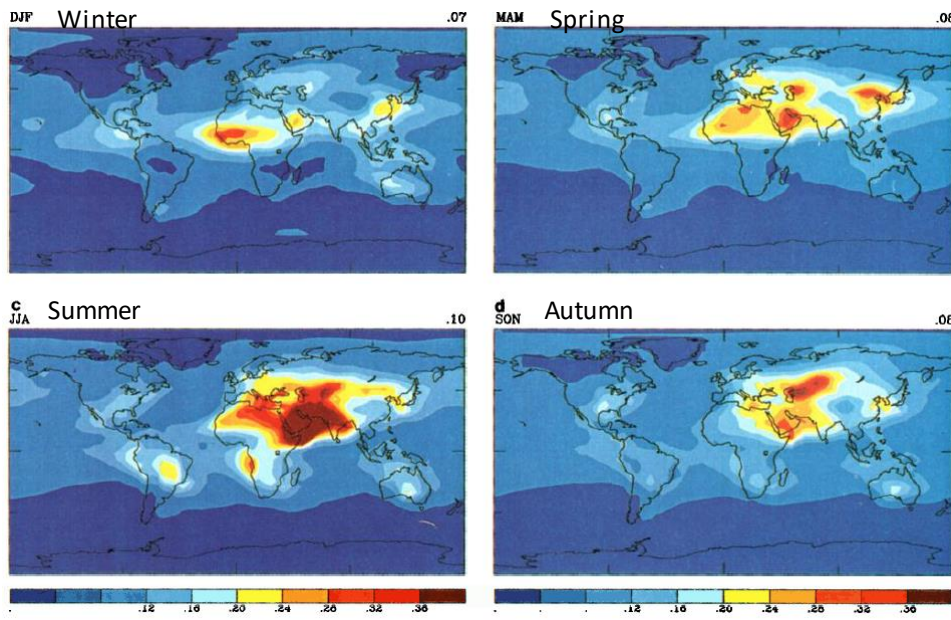 DJF Winter .07
MAM Spring
c Summer
JJA .10
d Autumn
SON
.12 .16 .20 .24 .28 .32 .36
.12 .16 .20 .24 .28 .32 .36